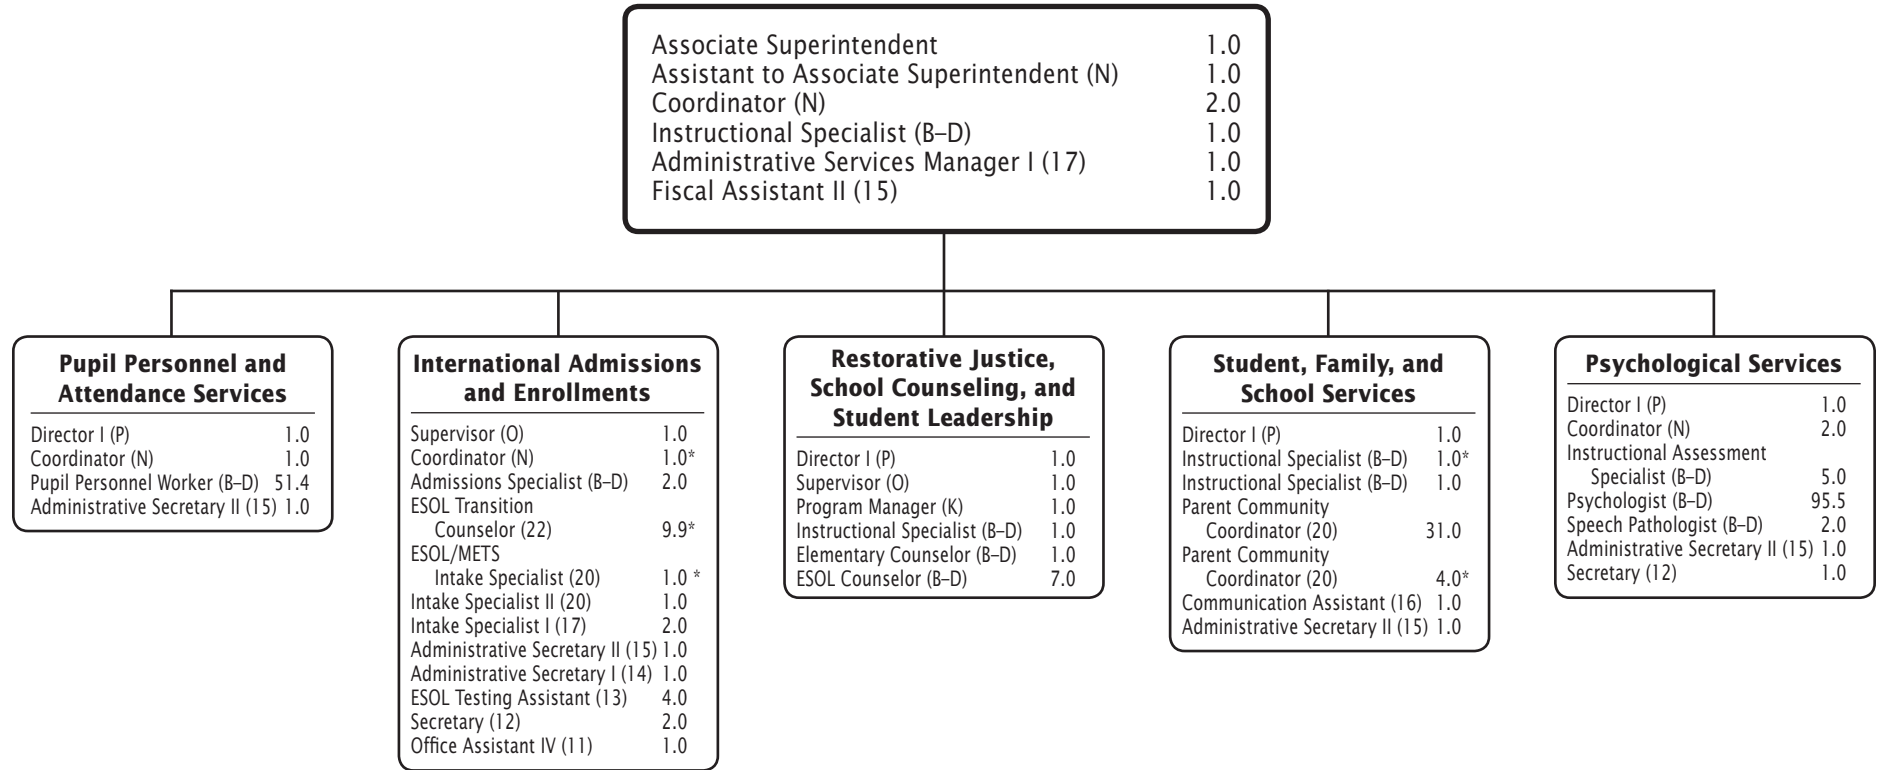 Associate Superintendent 1.0
Assistant to Associate Superintendent (N) 1.0
Coordinator (N) 2.0
Instructional Specialist (B–D) 1.0
Administrative Services Manager I (17) 1.0
Fiscal Assistant II (15) 1.0
Pupil Personnel and
Attendance Services
Director I (P) 1.0
Coordinator (N) 1.0
Pupil Personnel Worker (B–D) 51.4
Administrative Secretary II (15) 1.0
International Admissions
and Enrollments
Supervisor (O) 1.0
Coordinator (N) 1.0*
Admissions Specialist (B–D) 2.0
ESOL Transition
Counselor (22) 9.9*
ESOL/METS
Intake Specialist (20) 1.0 *
Intake Specialist II (20) 1.0
Intake Specialist I (17) 2.0
Administrative Secretary II (15) 1.0
Administrative Secretary I (14) 1.0
ESOL Testing Assistant (13) 4.0
Secretary (12) 2.0
Office Assistant IV (11) 1.0
Restorative Justice,
School Counseling, and
Student Leadership
Director I (P) 1.0
Supervisor (O) 1.0
Program Manager (K) 1.0
Instructional Specialist (B–D) 1.0
Elementary Counselor (B–D) 1.0
ESOL Counselor (B–D) 7.0
Student, Family, and
School Services
Director I (P) 1.0
Instructional Specialist (B–D) 1.0*
Instructional Specialist (B–D) 1.0
Parent Community
Coordinator (20) 31.0
Parent Community
Coordinator (20) 4.0*
Communication Assistant (16) 1.0
Administrative Secretary II (15) 1.0
Psychological Services
Director I (P) 1.0
Coordinator (N) 2.0
Instructional Assessment
Specialist (B–D) 5.0
Psychologist (B–D) 95.5
Speech Pathologist (B–D) 2.0
Administrative Secretary II (15) 1.0
Secretary (12) 1.0